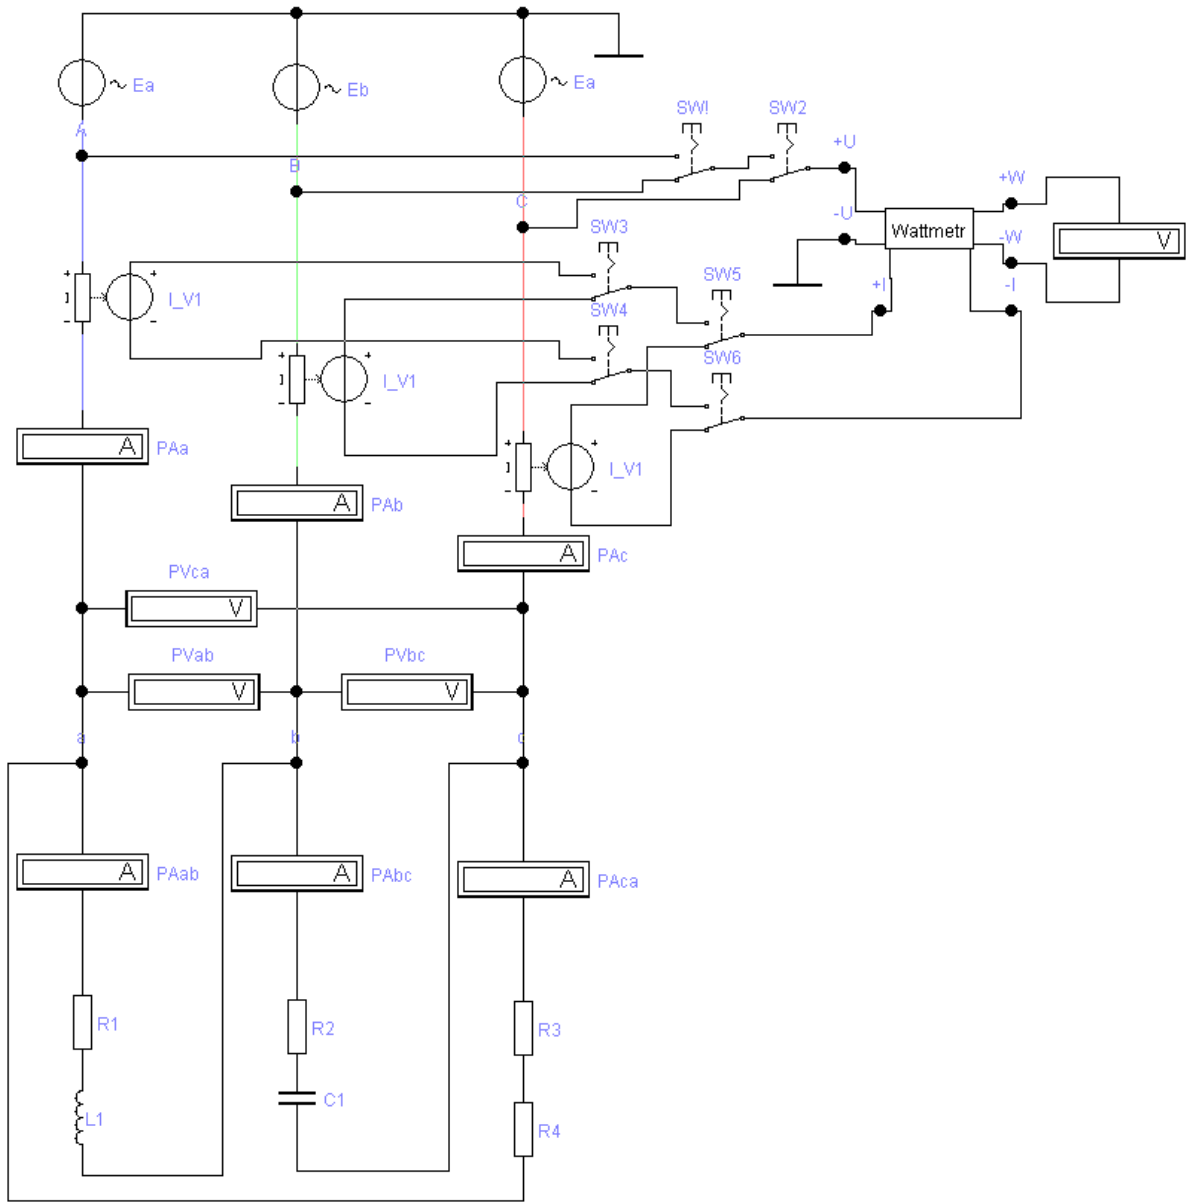 Ea
Eb
Ea
SW!
SW2
+U
A
B
+W
C
-U
Wattmetr
V
SW3
-W
SW5
+I
-I
I
I_V1
SW4
SW6
I
I_V1
A
PAa
I
I_V1
A
PAb
A
PAc
PVca
V
PVab
PVbc
V
V
a
b
c
A
PAab
A
PAbc
A
PAca
R1
R2
R3
L1
C1
R4